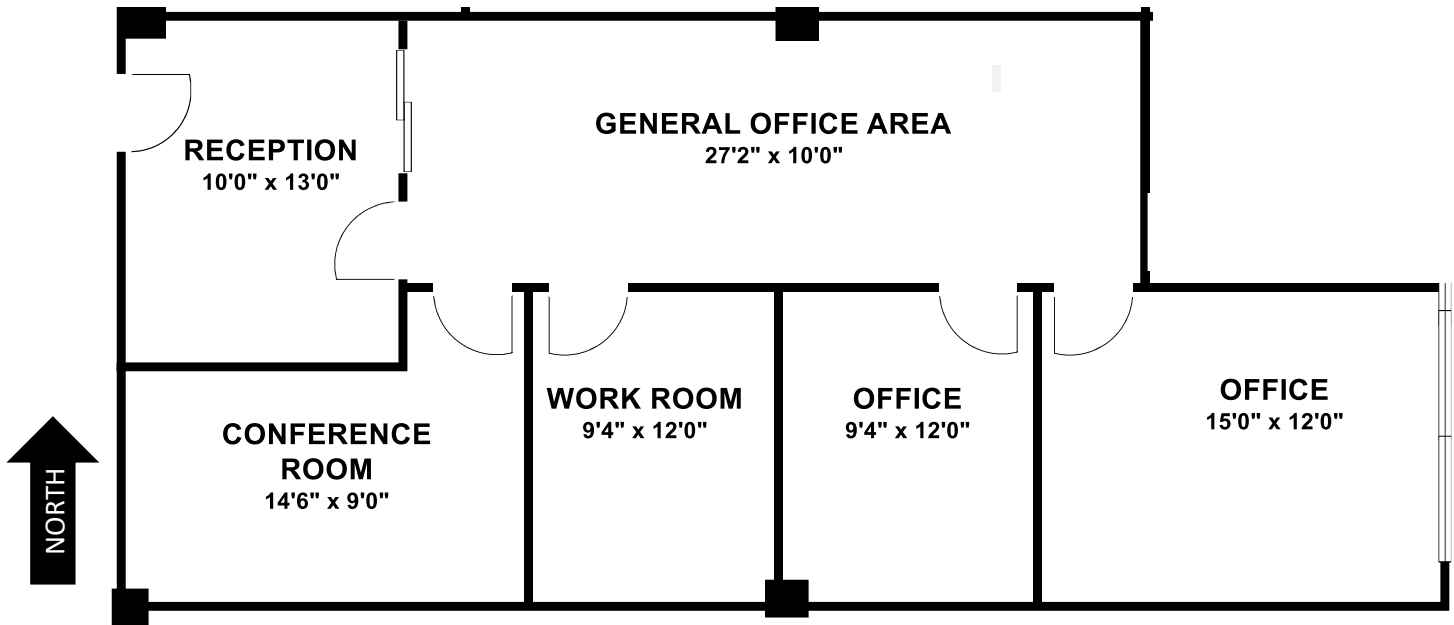 GENERAL OFFICE AREA
27'2" x 10'0"
RECEPTION
10'0" x 13'0"
WORK ROOM
9'4" x 12'0"
OFFICE
9'4" x 12'0"
OFFICE
15'0" x 12'0"
CONFERENCE
ROOM
14'6" x 9'0"
NORTH